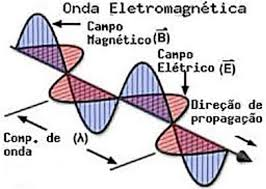 Onda Eletromagnética
Campo
Magnético (B⃗)
Campo
Elétrico (E⃗)
Direção de
propagação
Comp. de (λ)
onda